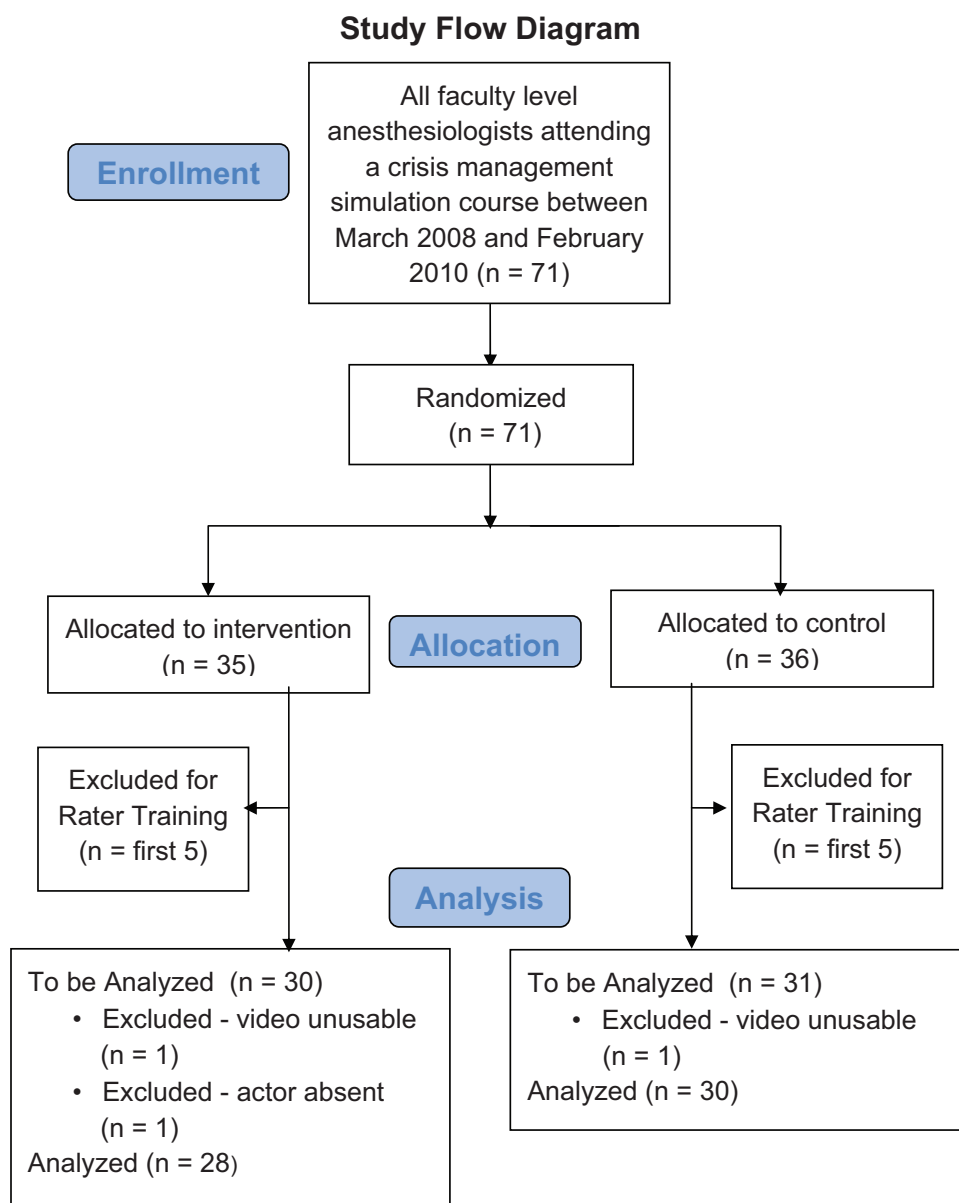 Study Flow Diagram
All faculty level
anesthesiologists attending
a crisis management
simulation course between
March 2008 and February
2010 (n = 71)
Enrollment
Randomized
(n = 71)
Allocated to intervention
(n = 35)
Allocation
Allocated to control
(n = 36)
Excluded for
Rater Training
(n = first 5)
Excluded for
Rater Training
(n = first 5)
Analysis
To be Analyzed (n = 30)
• Excluded - video unusable
(n = 1)
• Excluded - actor absent
(n = 1)
Analyzed (n = 28)
To be Analyzed (n = 31)
• Excluded - video unusable
(n = 1)
Analyzed (n = 30)